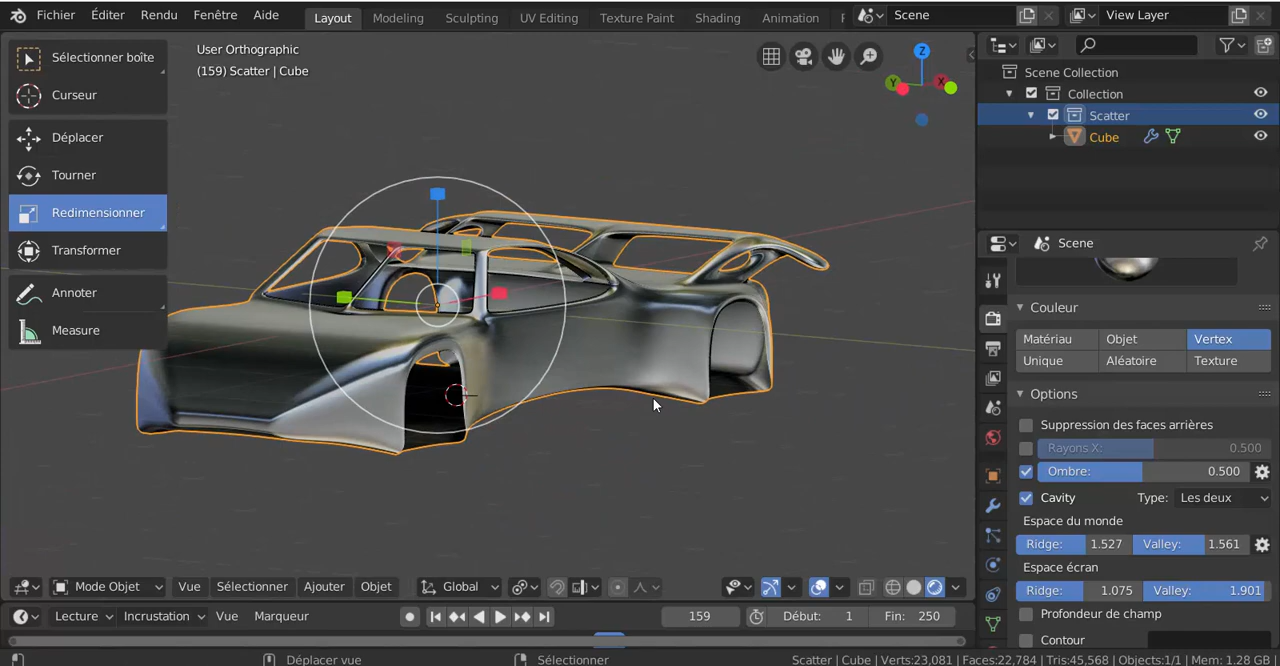 Fichier Éditer Rendu Fenêtre Aide Layout Modeling Sculpting UV Editing Texture Paint Shading Animation Scene View Layer
Sélectionner boîte
Curseur
Déplacer
Tourner
Redimensionner
Transformer
Annoter
Measure
User Orthographic
(159) Scatter | Cube
Z
Y
X
Scene Collection
Collection
Scatter
Cube
Scene
Couleur
Matériau Objet Vertex
Unique Aléatoire Texture
Options
Suppression des faces arrières
Rayons X: 0.500
Ombre: 0.500
Cavity Type: Les deux
Espace du monde
Ridge: 1.527 Valley: 1.561
Espace écran
Ridge: 1.075 Valley: 1.901
Profondeur de champ
Contour
Mode Objet Vue Sélectionner Ajouter Objet Global
Lecture Incrustation Vue Marqueur 159 Début: 1 Fin: 250
Déplacer vue Sélectionner Scatter | Cube | Verts:23,081 | Faces:22,784 | Tris:45,568 | Objects:1/1 | Mem: 1.28 GB |